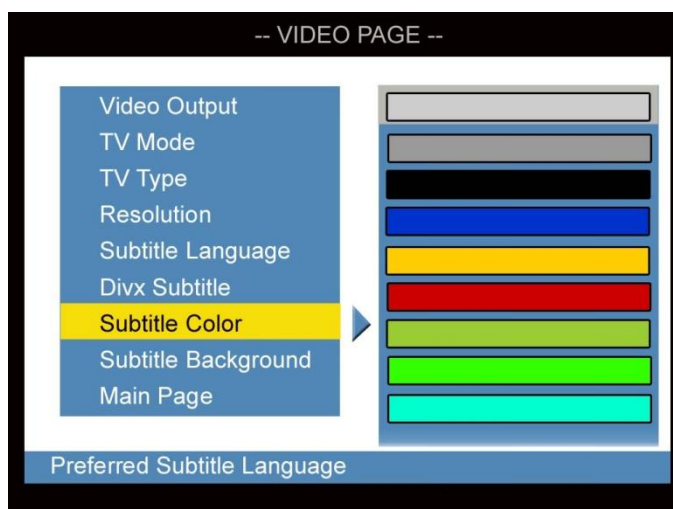 -- VIDEO PAGE --
Video Output
TV Mode
TV Type
Resolution
Subtitle Language
Divx Subtitle
Subtitle Color
Subtitle Background
Main Page
Preferred Subtitle Language